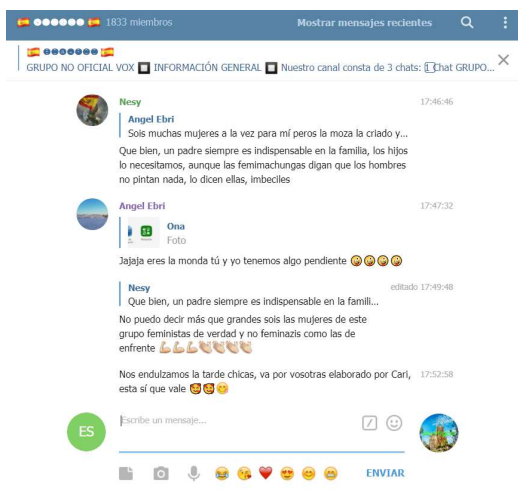 1833 miembros
Mostrar mensajes recientes
GRUPO NO OFICIAL VOX 🔲 INFORMACIÓN GENERAL 🔲 Nuestro canal consta de 3 chats: 1 Chat GRUPO...
Nesy 17:46:46
Angel Ebri
Sois muchas mujeres a la vez para mí peros la moza la criado y...
Que bien, un padre siempre es indispensable en la familia, los hijos
lo necesitamos, aunque las femimachungas digan que los hombres
no pintan nada, lo dicen ellas, imbeciles
Angel Ebri 17:47:32
Ona
Foto
Jajaja eres la monda tú y yo tenemos algo pendiente 🤪🤪🤪🤪
Nesy editado 17:49:48
Que bien, un padre siempre es indispensable en la famili...
No puedo decir más que grandes sois las mujeres de este
grupo feministas de verdad y no feminazis como las de
enfrente 💪💪💪👏👏👏👏
Nos endulzamos la tarde chicas, va por vosotras elaborado por Cari, 17:52:58
esta sí que vale 🥰🥰😊
ES
Escribe un mensaje...
ENVIAR